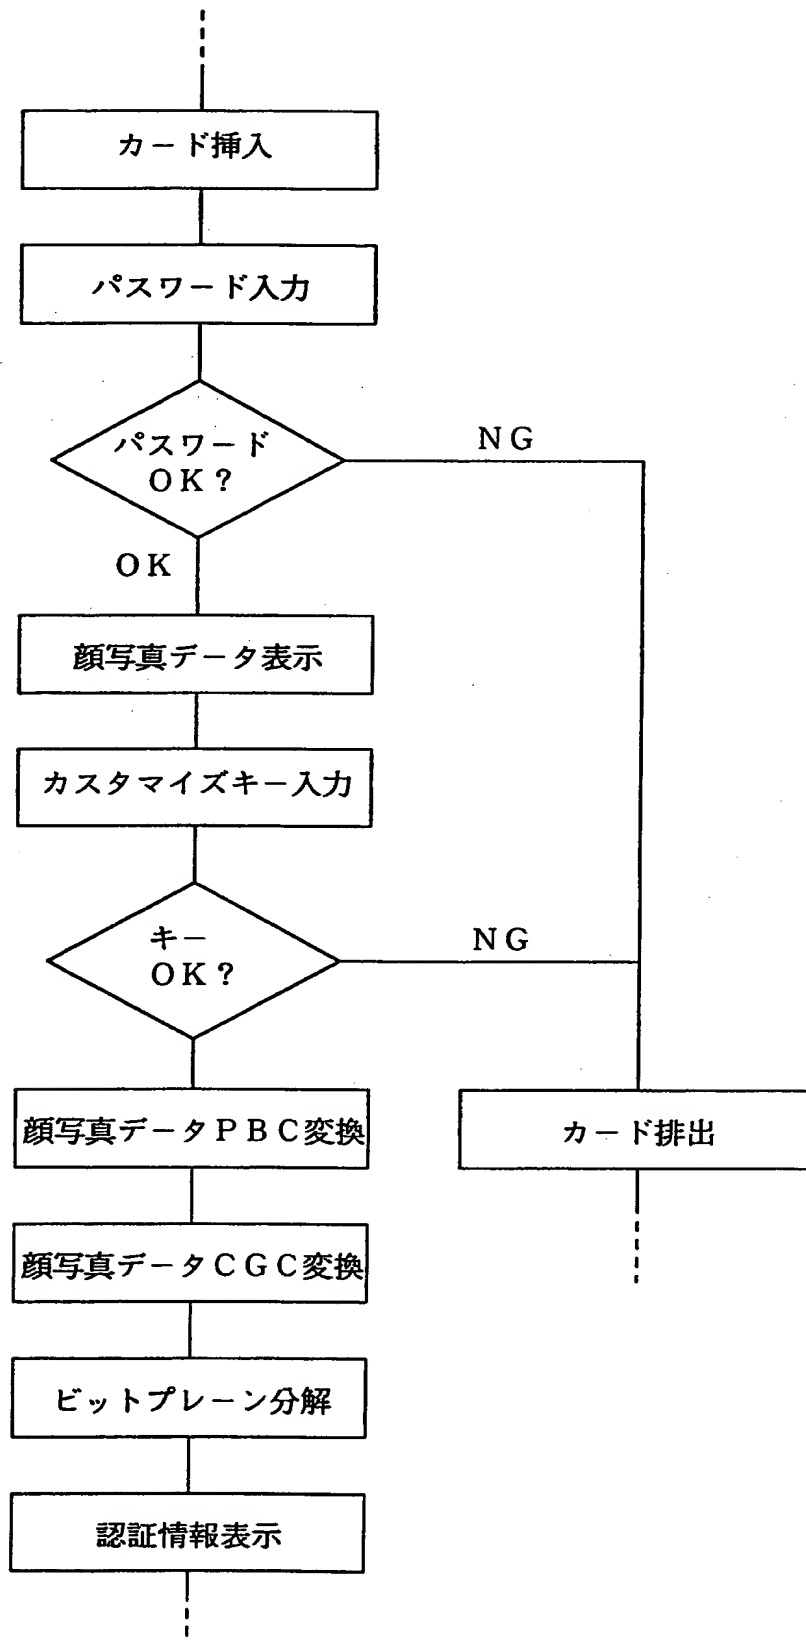 カード挿入
パスワード入力
パスワード
OK?
NG
OK
顔写真データ表示
カスタマイズキー入力
キー
OK?
NG
顔写真データPBC変換
カード排出
顔写真データCGC変換
ビットプレーン分解
認証情報表示